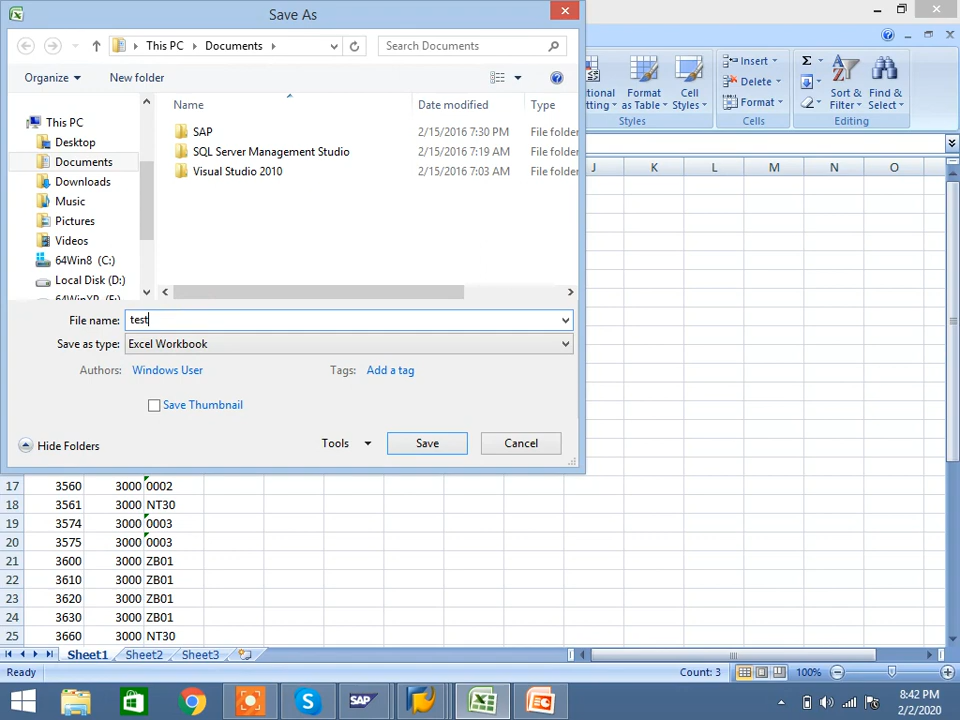 Save As
This PC
Documents
Search Documents
Organize
New folder
Name
Date modified
Type
SAP
2/15/2016 7:30 PM
File folder
SQL Server Management Studio
2/15/2016 7:19 AM
File folder
Visual Studio 2010
2/15/2016 7:03 AM
File folder
This PC
Desktop
Documents
Downloads
Music
Pictures
Videos
64Win8 (C:)
Local Disk (D:)
File name:
test
Save as type:
Excel Workbook
Authors:
Windows User
Tags:
Add a tag
Save Thumbnail
Hide Folders
Tools
Save
Cancel
Format
as Table
Cell
Styles
Styles
Insert
Delete
Format
Cells
Sort &
Filter
Find &
Select
Editing
J K L M N O
17 3560 3000 0002
18 3561 3000 NT30
19 3574 3000 0003
20 3575 3000 0003
21 3600 3000 ZB01
22 3610 3000 ZB01
23 3620 3000 ZB01
24 3630 3000 ZB01
25 3660 3000 NT30
Sheet1 Sheet2 Sheet3
Ready
Count: 3
100%
SAP
8:42 PM
2/2/2020